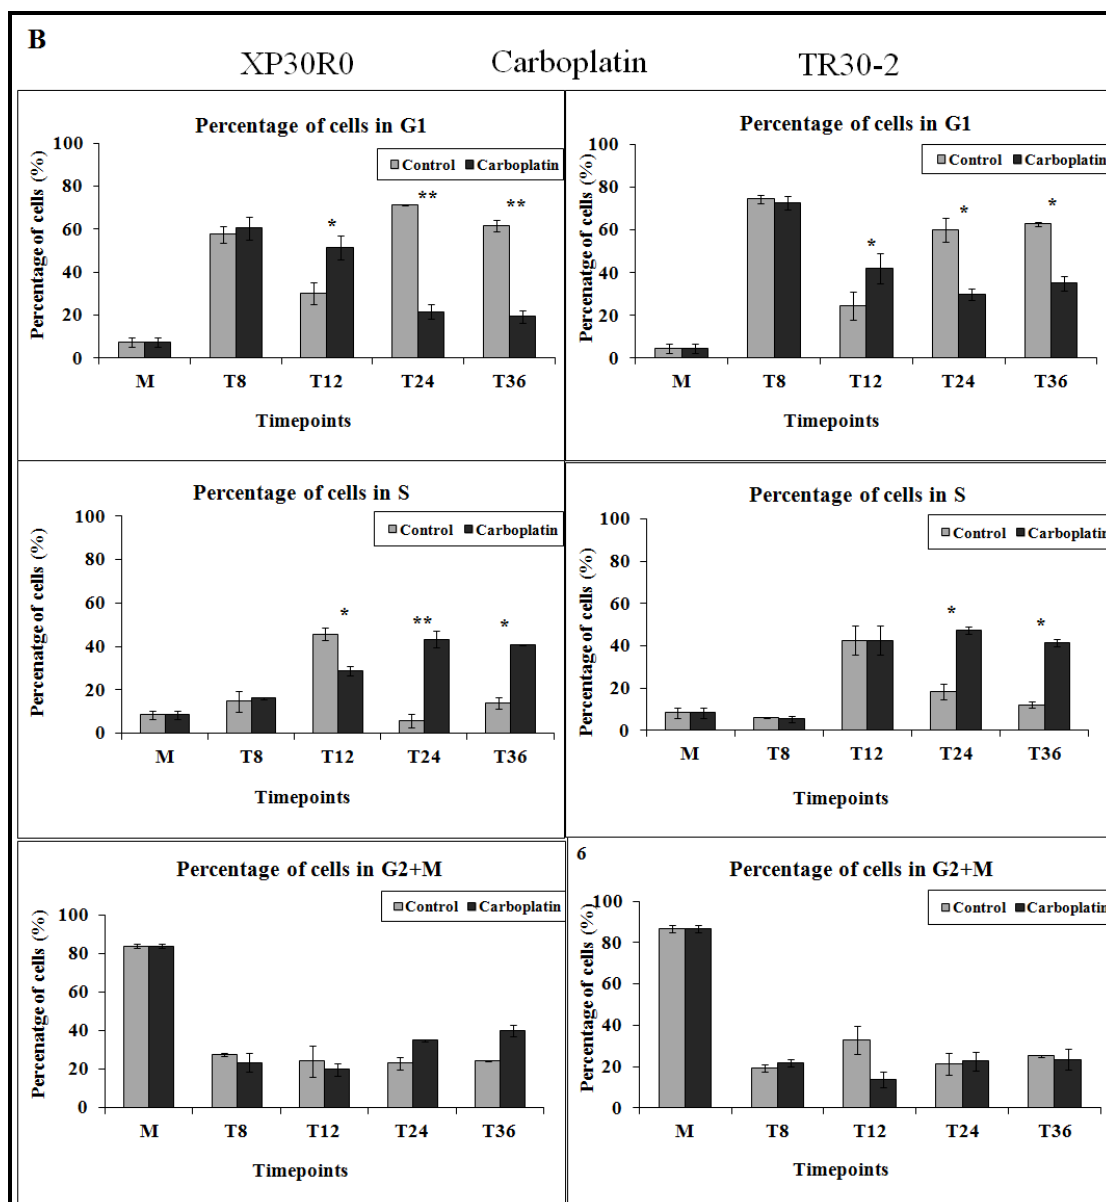 B
XP30R0 Carboplatin TR30-2
Percentage of cells in G1
Percenatge of cells (%)
100
80
60
40
20
0
Control Carboplatin
* ** **
M T8 T12 T24 T36
Timepoints
Percentage of cells in G1
Percenatge of cells (%)
100
80
60
40
20
0
Control Carboplatin
* * *
M T8 T12 T24 T36
Timepoints
Percentage of cells in S
Percenatge of cells (%)
100
80
60
40
20
0
Control Carboplatin
* ** *
M T8 T12 T24 T36
Timepoints
Percentage of cells in S
Percentage of cells (%)
100
80
60
40
20
0
Control Carboplatin
* *
M T8 T12 T24 T36
Timepoints
Percentage of cells in G2+M
Percenatge of cells (%)
100
80
60
40
20
0
Control Carboplatin
M T8 T12 T24 T36
Timepoints
6
Percentage of cells in G2+M
Percentage of cells (%)
100
80
60
40
20
0
Control Carboplatin
M T8 T12 T24 T36
Timepoints